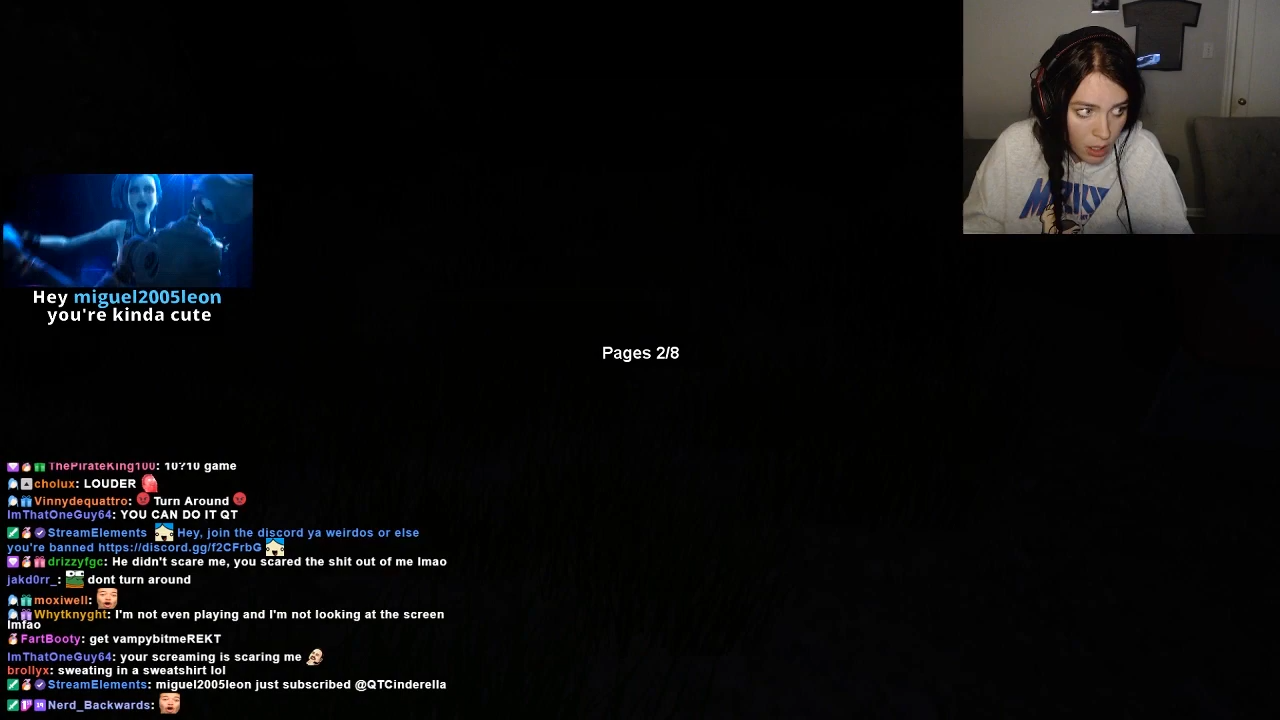 Hey miguel2005leon
you're kinda cute
Pages 2/8
ThePirateKing100: 10?10 game
cholux: LOUDER
Vinnydequattro: Turn Around
ImThatOneGuy64: YOU CAN DO IT QT
StreamElements Hey, join the discord ya weirdos or else
you're banned https://discord.gg/f2CFrbG
drizzyfgc: He didn't scare me, you scared the shit out of me lmao
jakd0rr_: dont turn around
moxiwell:
Whytknyght: I'm not even playing and I'm not looking at the screen
lmfao
FartBooty: get vampybitmeREKT
ImThatOneGuy64: your screaming is scaring me
brollyx: sweating in a sweatshirt lol
StreamElements: miguel2005leon just subscribed @QTCinderella
Nerd_Backwards: